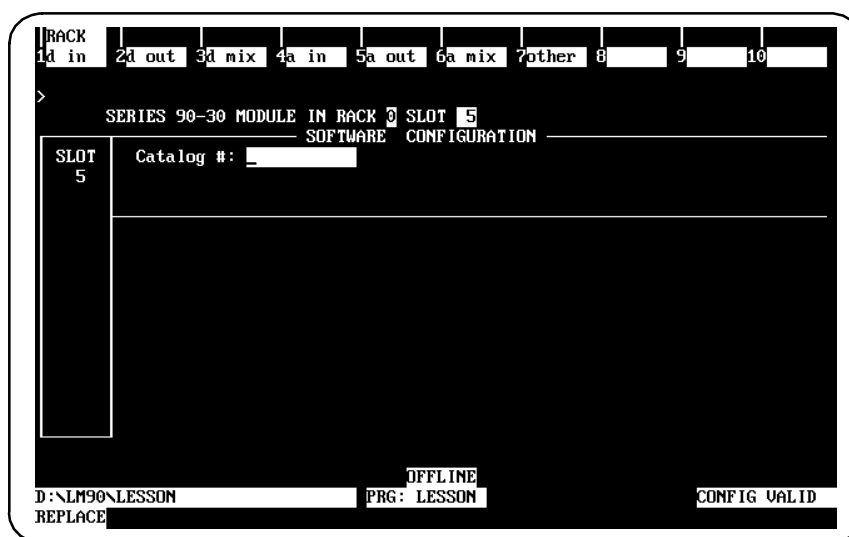 RACK
1d in 2d out 3d mix 4a in 5a out 6a mix 7other 8 9 10
>
SERIES 90-30 MODULE IN RACK 0 SLOT 5
SOFTWARE CONFIGURATION
SLOT Catalog #: _
5
OFFLINE
D:\LM90\LESSON PRG: LESSON CONFIG VALID
REPLACE